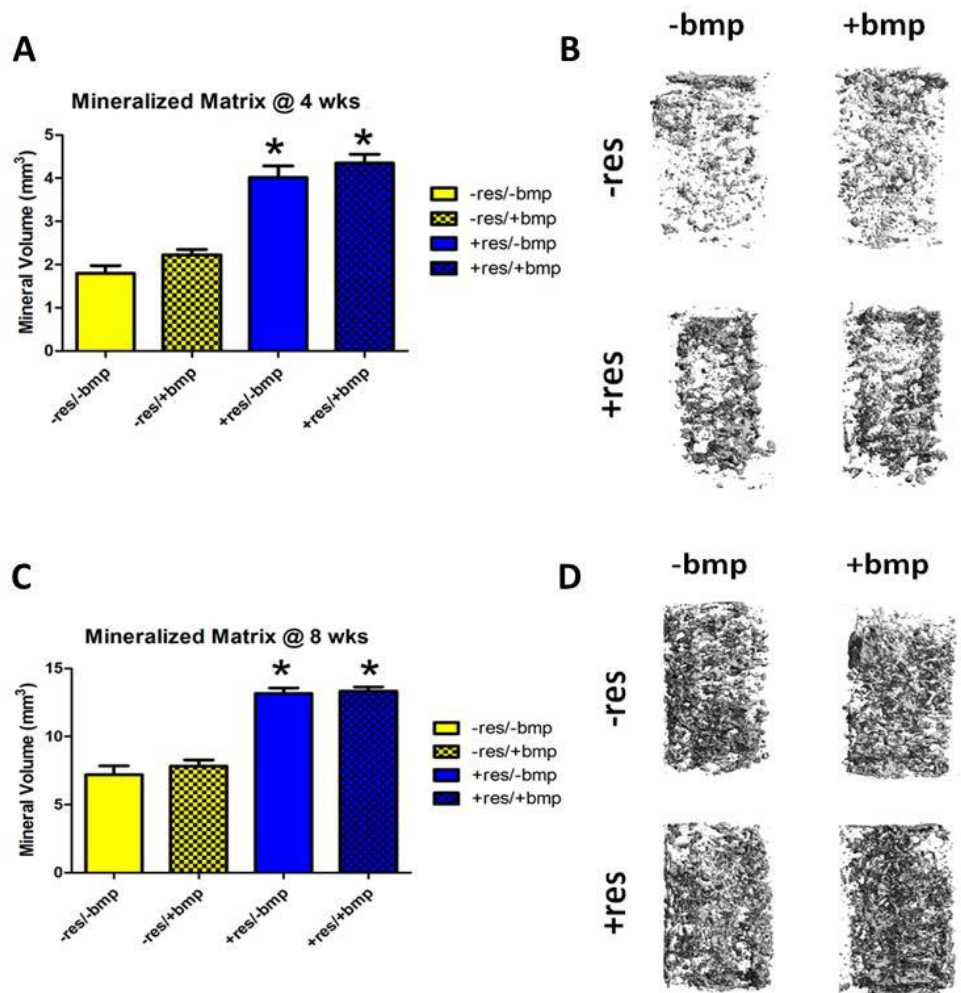 A
Mineralized Matrix @ 4 wks
Mineral Volume (mm³)
5
4
3
2
1
0
* *
-res/-bmp
-res/+bmp
+res/-bmp
+res/+bmp
-res/-bmp
-res/+bmp
+res/-bmp
+res/+bmp
B
-bmp +bmp
-res
+res
C
Mineralized Matrix @ 8 wks
Mineral Volume (mm³)
15
10
5
0
* *
-res/-bmp
-res/+bmp
+res/-bmp
+res/+bmp
-res/-bmp
-res/+bmp
+res/-bmp
+res/+bmp
D
-bmp +bmp
-res
+res